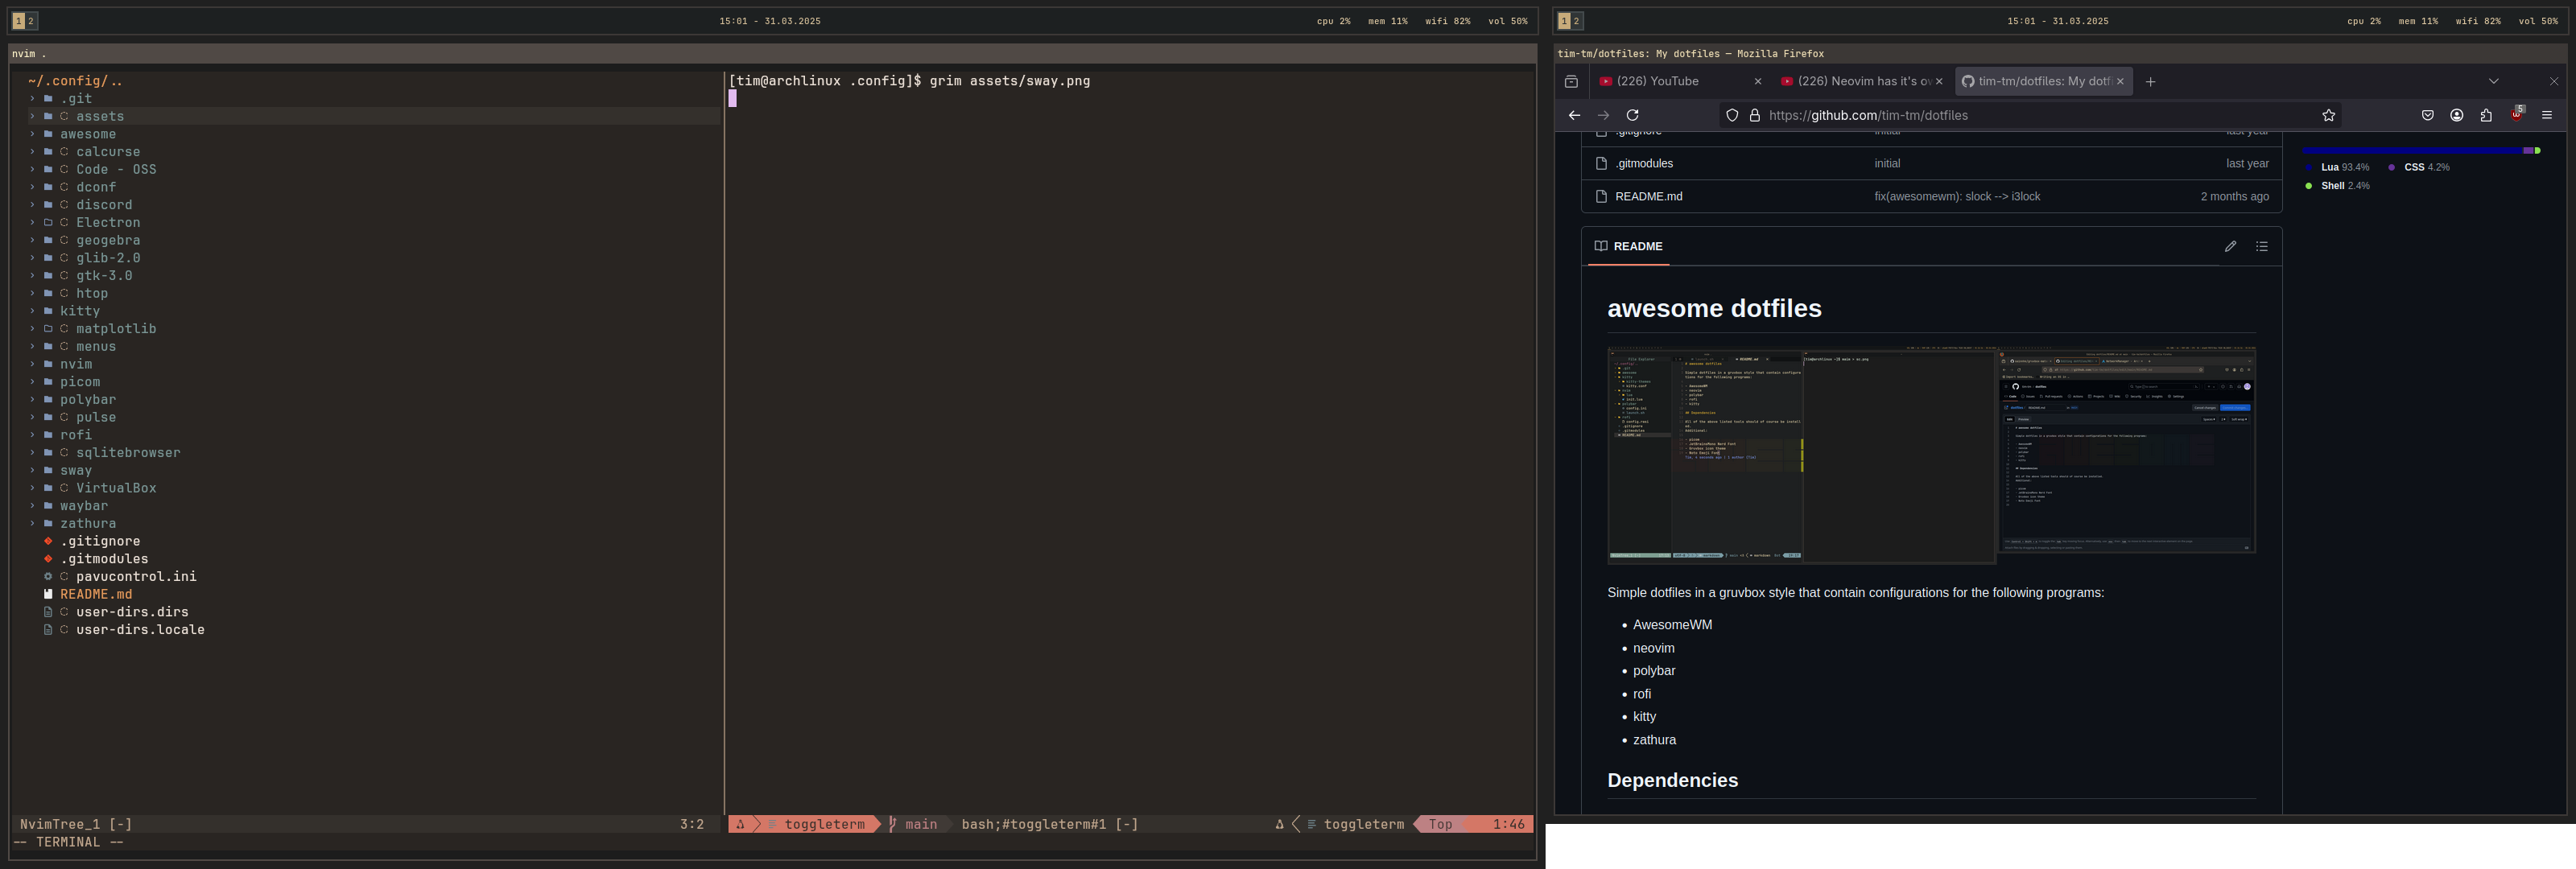 1 2
15:01 - 31.03.2025
cpu 2% mem 11% wifi 82% vol 50%
nvim .
~/.config/..
.git
assets
awesome
calcurse
Code - OSS
dconf
discord
Electron
geogebra
glib-2.0
gtk-3.0
htop
kitty
matplotlib
menus
nvim
picom
polybar
pulse
rofi
sqlitebrowser
sway
VirtualBox
waybar
zathura
.gitignore
.gitmodules
pavucontrol.ini
README.md
user-dirs.dirs
user-dirs.locale
NvimTree_1 [-] 3:2
-- TERMINAL --
[tim@archlinux .config]$ grim assets/sway.png
toggleterm main bash;#toggleterm#1 [-] toggleterm Top 1:46
1 2
15:01 - 31.03.2025
cpu 2% mem 11% wifi 82% vol 50%
tim-tm/dotfiles: My dotfiles — Mozilla Firefox
(226) YouTube
(226) Neovim has it's ov
tim-tm/dotfiles: My dotfi
https://github.com/tim-tm/dotfiles
5
.gitignore initial last year
.gitmodules initial last year
README.md fix(awesomewm): slock --> i3lock 2 months ago
Lua 93.4% CSS 4.2%
Shell 2.4%
README
awesome dotfiles
Simple dotfiles in a gruvbox style that contain configurations for the following programs:
AwesomeWM
neovim
polybar
rofi
kitty
zathura
Dependencies